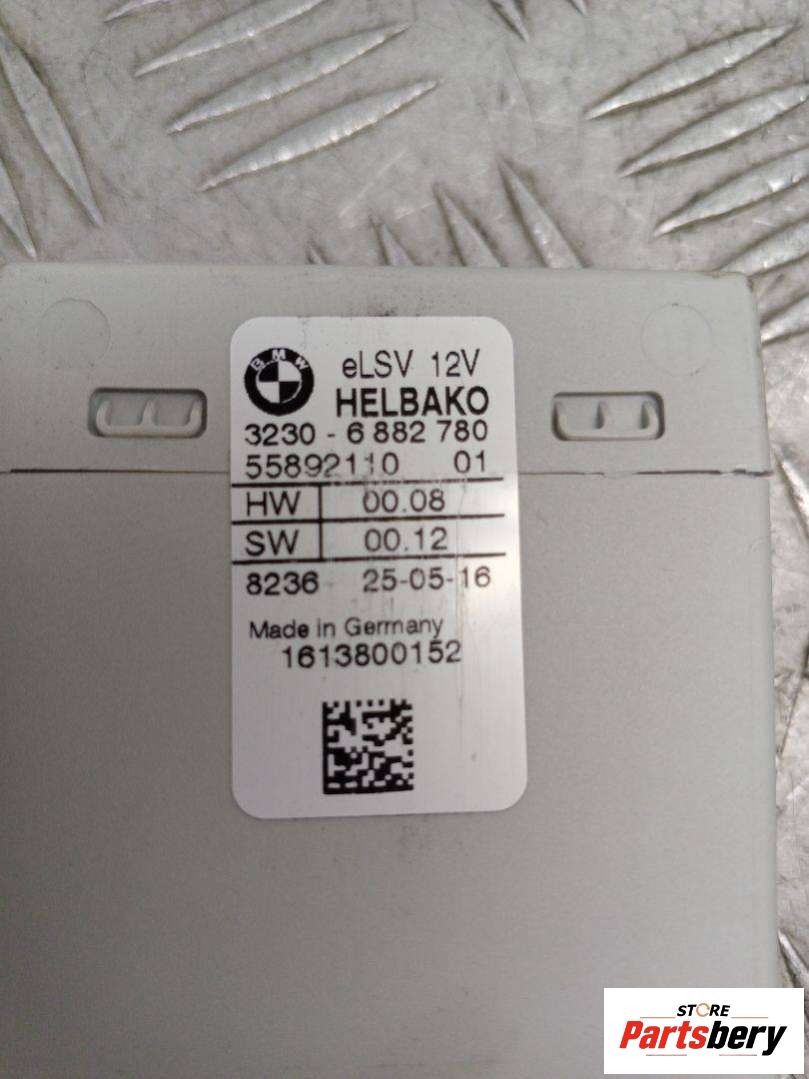 BMW
eLSV 12V
HELBAKO
3230 - 6 882 780
55892110 01
HW 00.08
SW 00.12
8236 25-05-16
Made in Germany
1613800152
STORE
Partsbery